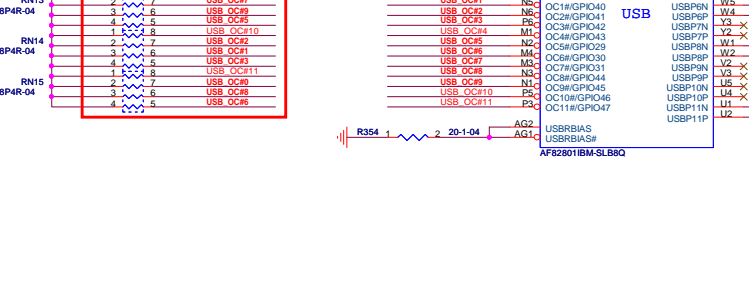 RN13 2 7 USB_OC#7 USB_OC#1 N5 OC1#/GPIO40 USB USBP6N W5
8P4R-04 3 6 USB_OC#9 USB_OC#2 N6 OC2#/GPIO41 USBP6P W4
4 5 USB_OC#5 USB_OC#3 P6 OC3#/GPIO42 USBP7N Y3
1 8 USB_OC#10 USB_OC#4 M1 OC4#/GPIO43 USBP7P Y2
RN14 2 7 USB_OC#2 USB_OC#5 N2 OC5#/GPIO29 USBP8N W1
8P4R-04 3 6 USB_OC#1 USB_OC#6 M4 OC6#/GPIO30 USBP8P W2
4 5 USB_OC#3 USB_OC#7 M3 OC7#/GPIO31 USBP9N V2
1 8 USB_OC#11 USB_OC#8 N3 OC8#/GPIO44 USBP9P V3
RN15 2 7 USB_OC#0 USB_OC#9 N1 OC9#/GPIO45 USBP10N U5
8P4R-04 3 6 USB_OC#8 USB_OC#10 P5 OC10#/GPIO46 USBP10P U4
4 5 USB_OC#6 USB_OC#11 P3 OC11#/GPIO47 USBP11N U1
USBP11P U2
AG2 USBRBIAS
R354 1 2 20-1-04 AG1 USBRBIAS#
AF82801IBM-SLB8Q